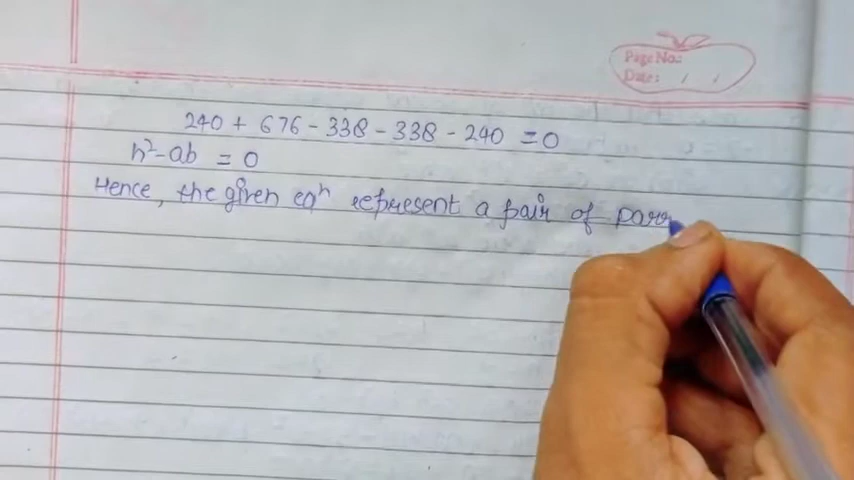 Page No.:
Date: / /
240 + 676 - 338 - 338 - 240 = 0
h² - ab = 0
Hence, the given eqⁿ represent a pair of para